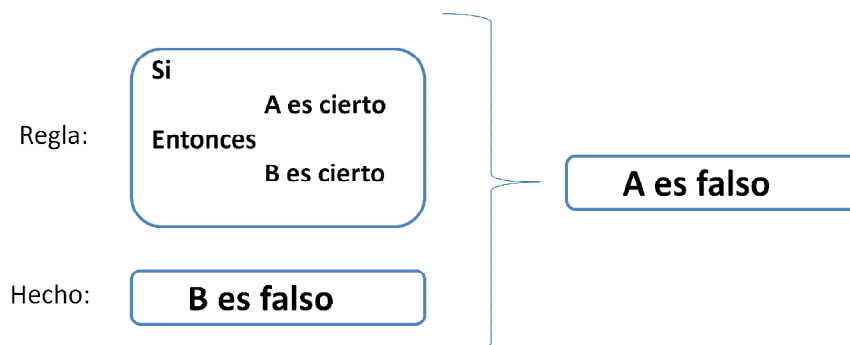 Regla:
Si
A es cierto
Entonces
B es cierto
Hecho:
B es falso
A es falso